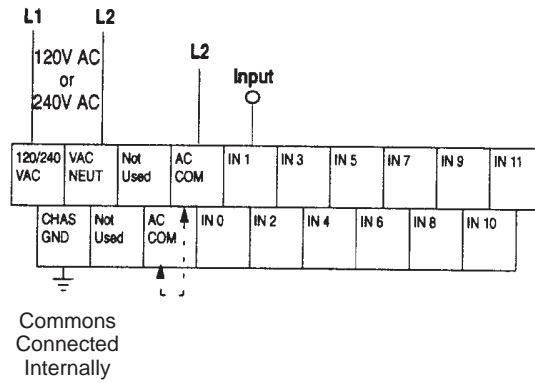 L1 L2
120V AC
or
240V AC
L2
Input
120/240
VAC
VAC
NEUT
Not
Used
AC
COM
IN 1
IN 3
IN 5
IN 7
IN 9
IN 11
CHAS
GND
Not
Used
AC
COM
IN 0
IN 2
IN 4
IN 6
IN 8
IN 10
Commons
Connected
Internally